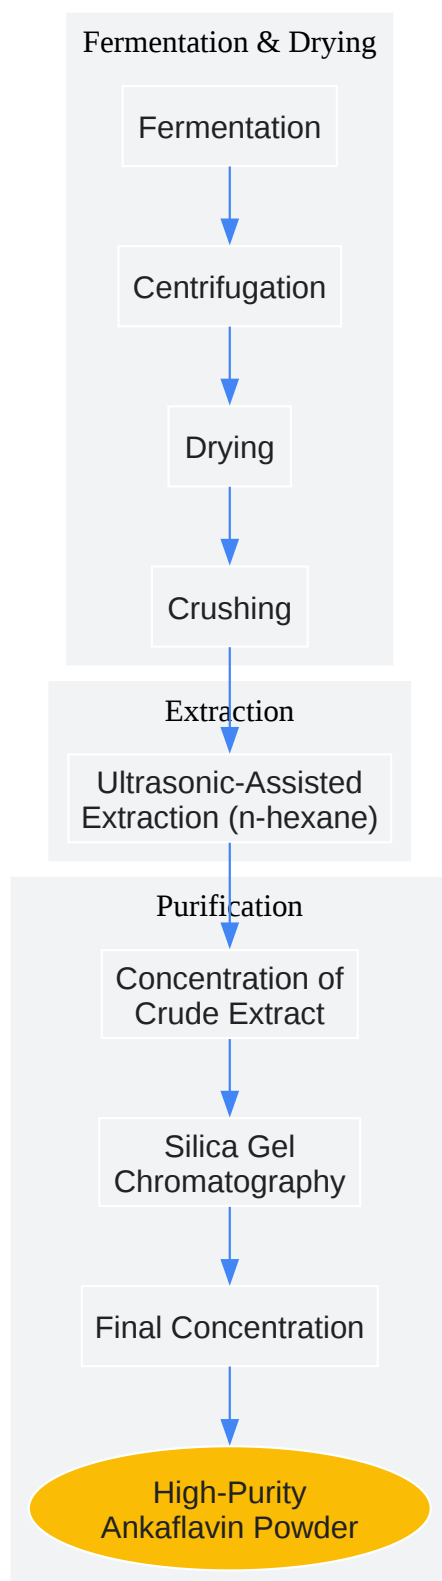 Fermentation & Drying
Fermentation
Centrifugation
Drying
Crushing
Extraction
Ultrasonic-Assisted
Extraction (n-hexane)
Purification
Concentration of
Crude Extract
Silica Gel
Chromatography
Final Concentration
High-Purity
Ankaflavin Powder